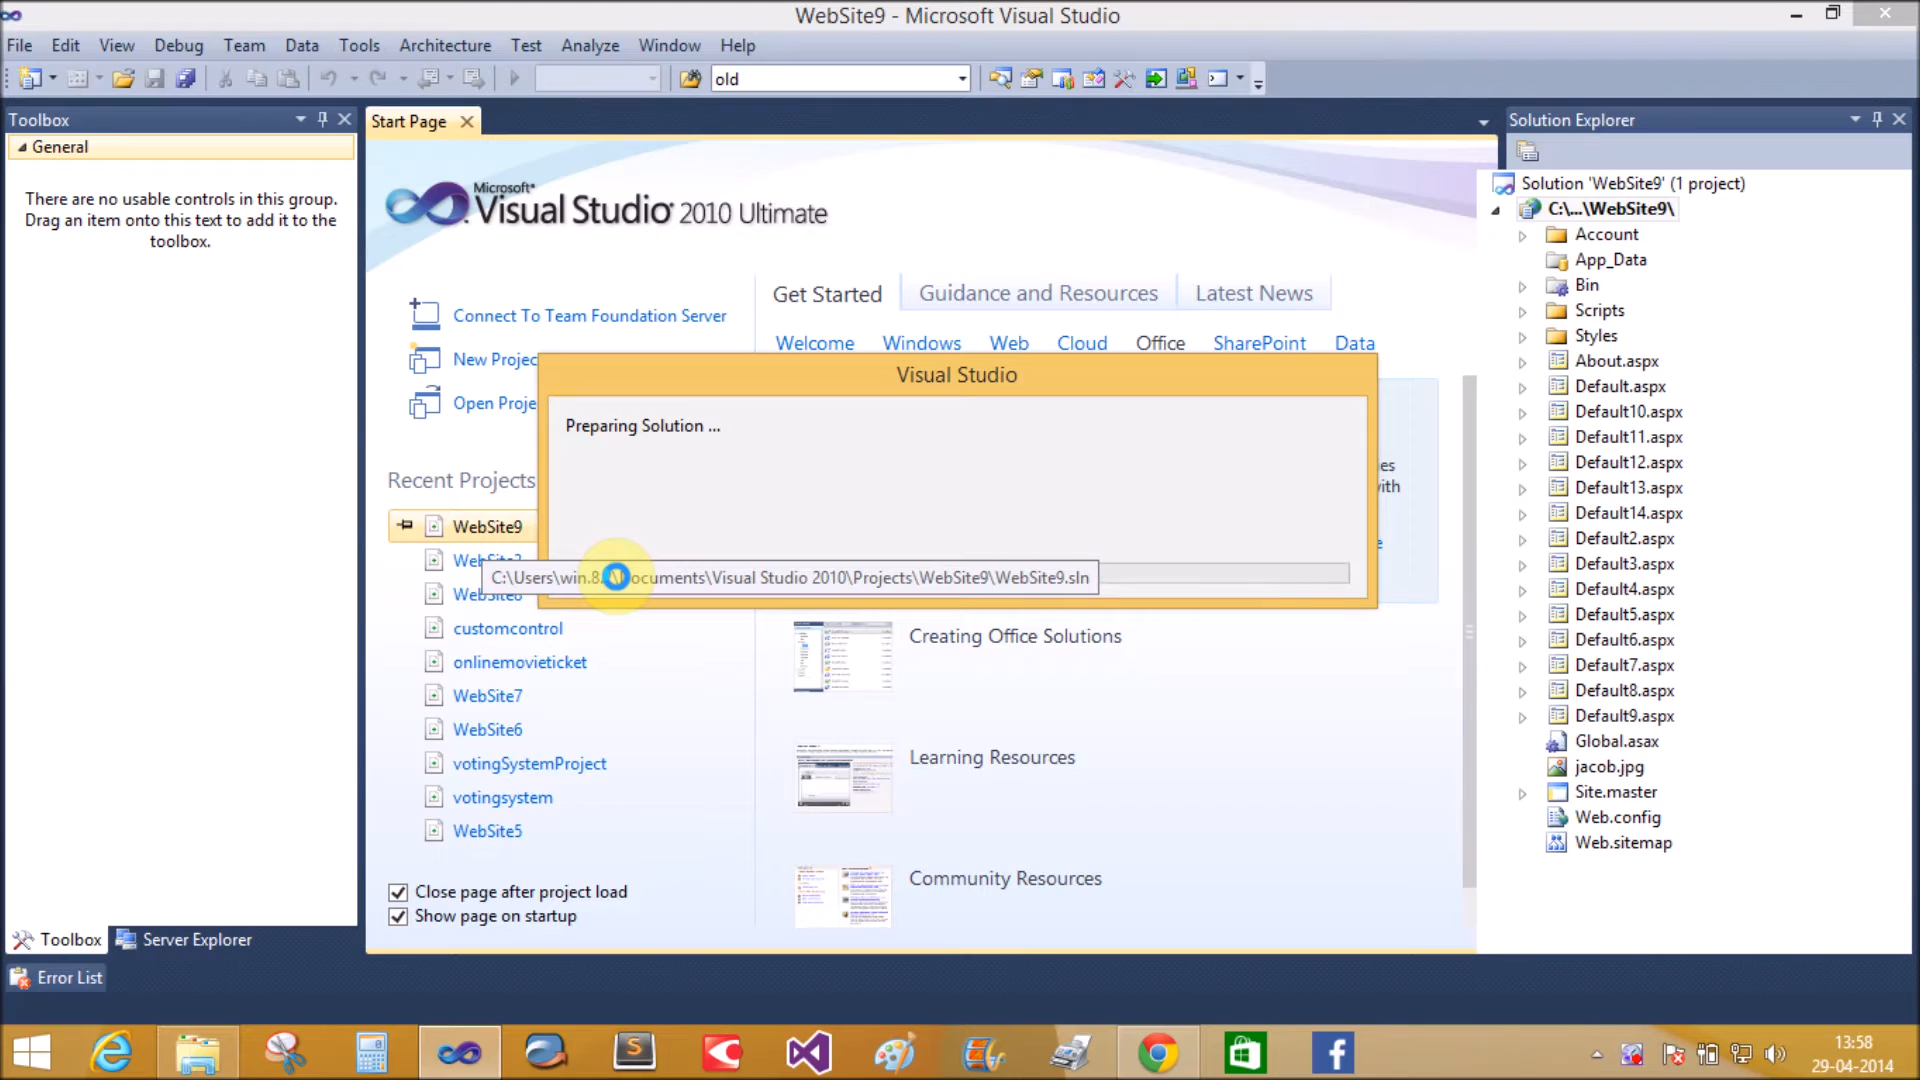 WebSite9 - Microsoft Visual Studio
File Edit View Debug Team Data Tools Architecture Test Analyze Window Help
old
Toolbox
General
There are no usable controls in this group.
Drag an item onto this text to add it to the
toolbox.
Start Page
Microsoft
Visual Studio 2010 Ultimate
Connect To Team Foundation Server
New Projec
Open Proje
Recent Projects
WebSite9
customcontrol
onlinemovieticket
WebSite7
WebSite6
votingSystemProject
votingsystem
WebSite5
Close page after project load
Show page on startup
Get Started Guidance and Resources Latest News
Welcome Windows Web Cloud Office SharePoint Data
Visual Studio
Preparing Solution ...
C:\Users\win.8. ocuments\Visual Studio 2010\Projects\WebSite9\WebSite9.sln
Creating Office Solutions
Learning Resources
Community Resources
Solution Explorer
Solution 'WebSite9' (1 project)
C:\...\WebSite9\
Account
App_Data
Bin
Scripts
Styles
About.aspx
Default.aspx
Default10.aspx
Default11.aspx
Default12.aspx
Default13.aspx
Default14.aspx
Default2.aspx
Default3.aspx
Default4.aspx
Default5.aspx
Default6.aspx
Default7.aspx
Default8.aspx
Default9.aspx
Global.asax
jacob.jpg
Site.master
Web.config
Web.sitemap
Toolbox Server Explorer
Error List
13:58
29-04-2014